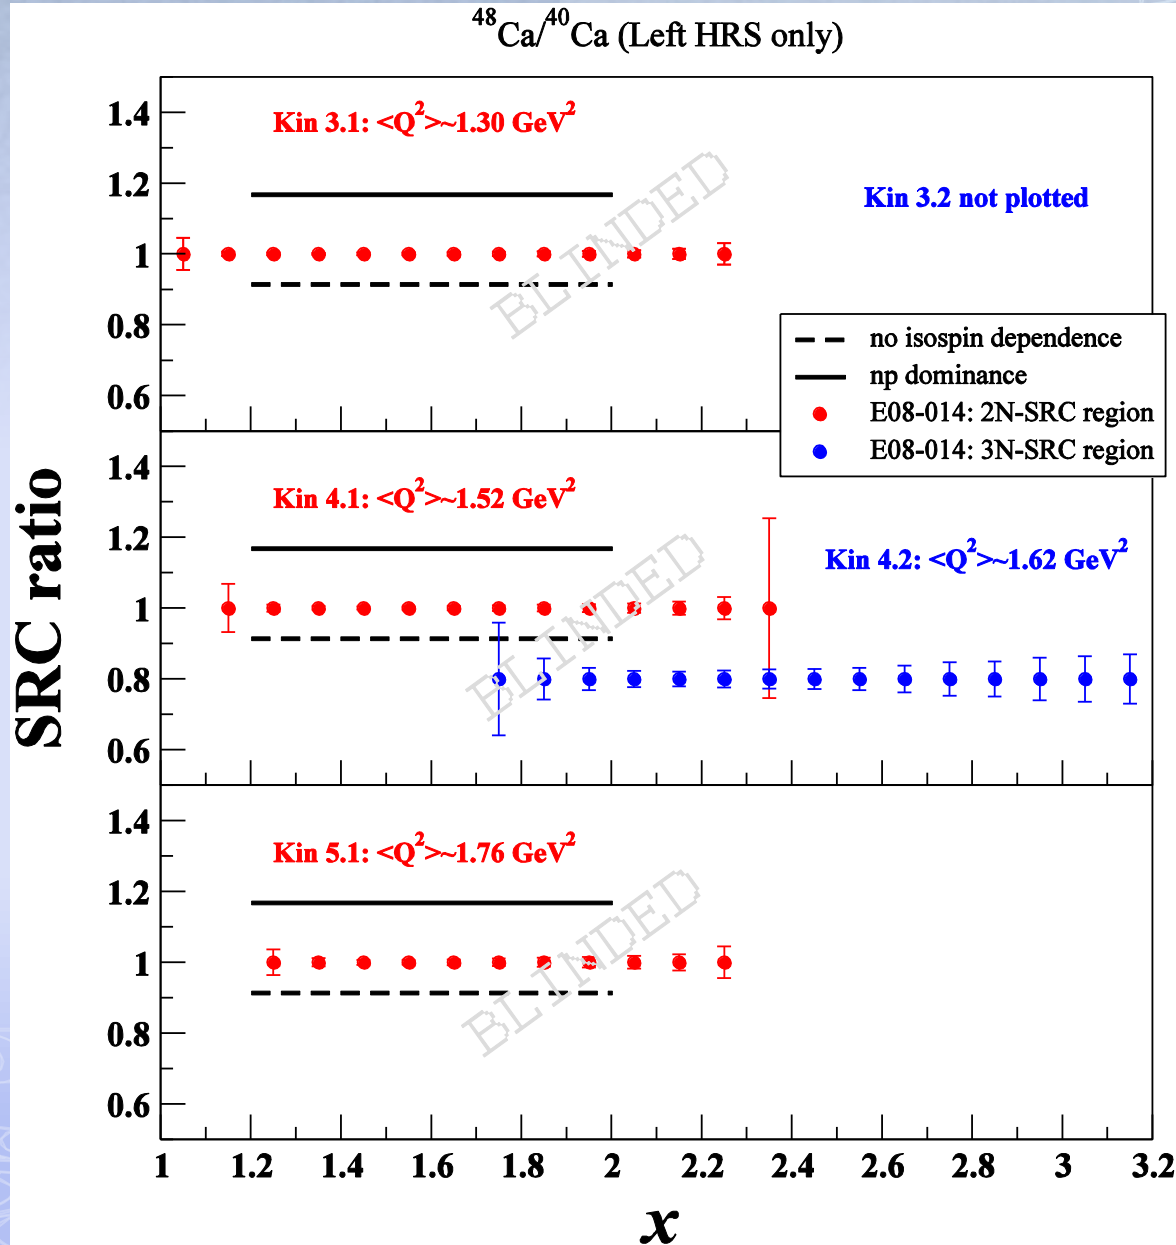 ⁴⁸Ca/⁴⁰Ca (Left HRS only)
1.4
1.2
1
0.8
0.6
Kin 3.1: <Q²>~1.30 GeV²
Kin 3.2 not plotted
BLINDED
no isospin dependence
np dominance
E08-014: 2N-SRC region
E08-014: 3N-SRC region
SRC ratio
1.4
1.2
1
0.8
0.6
Kin 4.1: <Q²>~1.52 GeV²
Kin 4.2: <Q²>~1.62 GeV²
BLINDED
1.4
1.2
1
0.8
0.6
Kin 5.1: <Q²>~1.76 GeV²
BLINDED
1 1.2 1.4 1.6 1.8 2 2.2 2.4 2.6 2.8 3 3.2
x